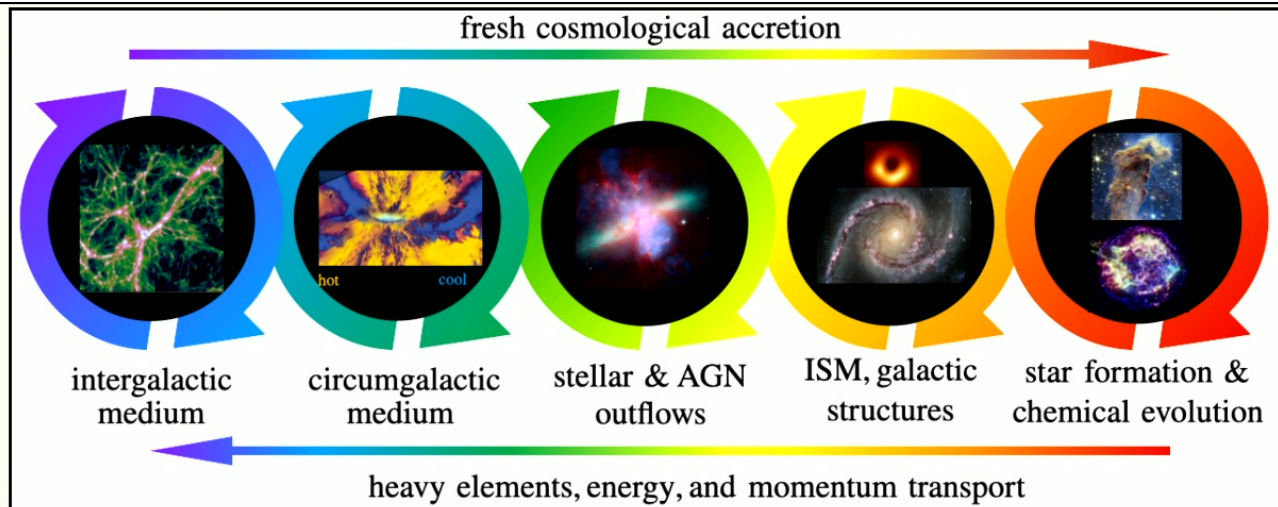 fresh cosmological accretion
hot
cool
intergalactic
medium
circumgalactic
medium
stellar & AGN
outflows
ISM, galactic
structures
star formation &
chemical evolution
heavy elements, energy, and momentum transport